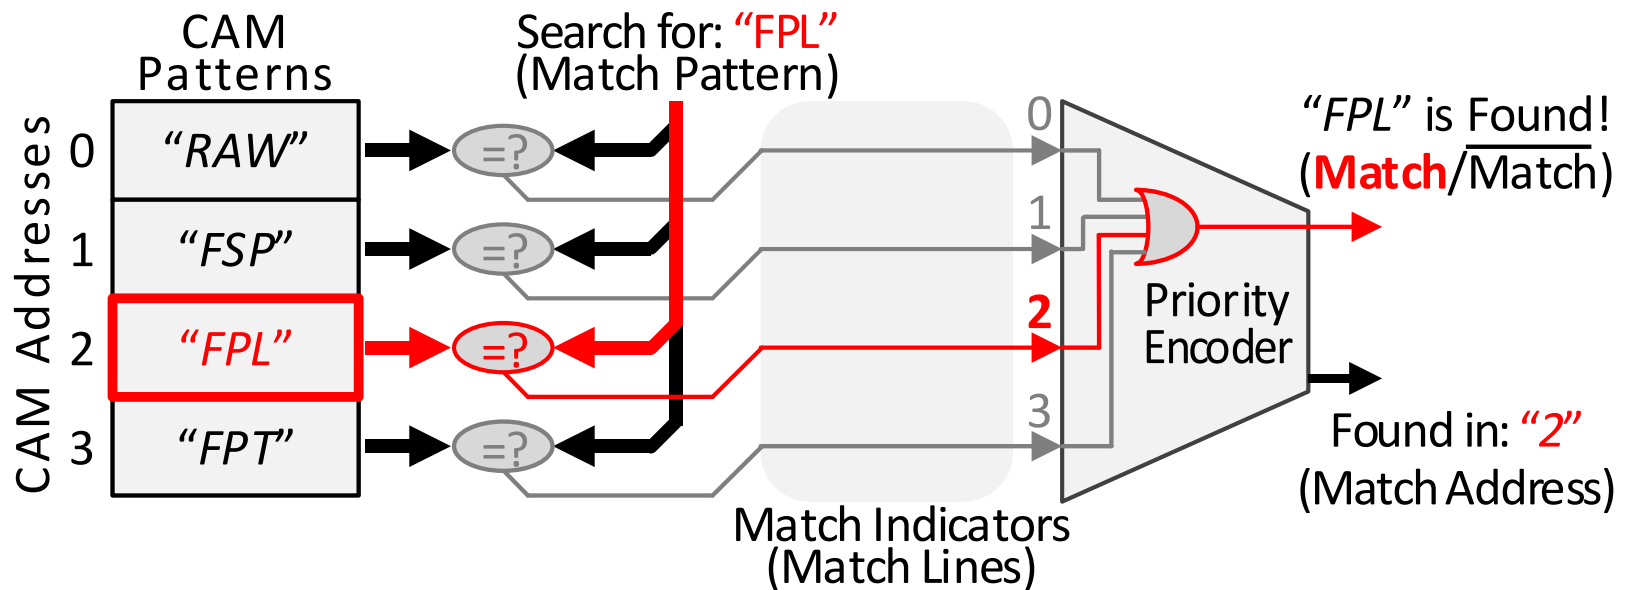 CAM
Patterns
Search for: “FPL”
(Match Pattern)
CAM Addresses
0
“RAW”
=?
0
1
“FSP”
=?
1
2
“FPL”
=?
2
3
“FPT”
=?
3
Priority
Encoder
“FPL” is Found!
(Match/Match)
Found in: “2”
(Match Address)
Match Indicators
(Match Lines)